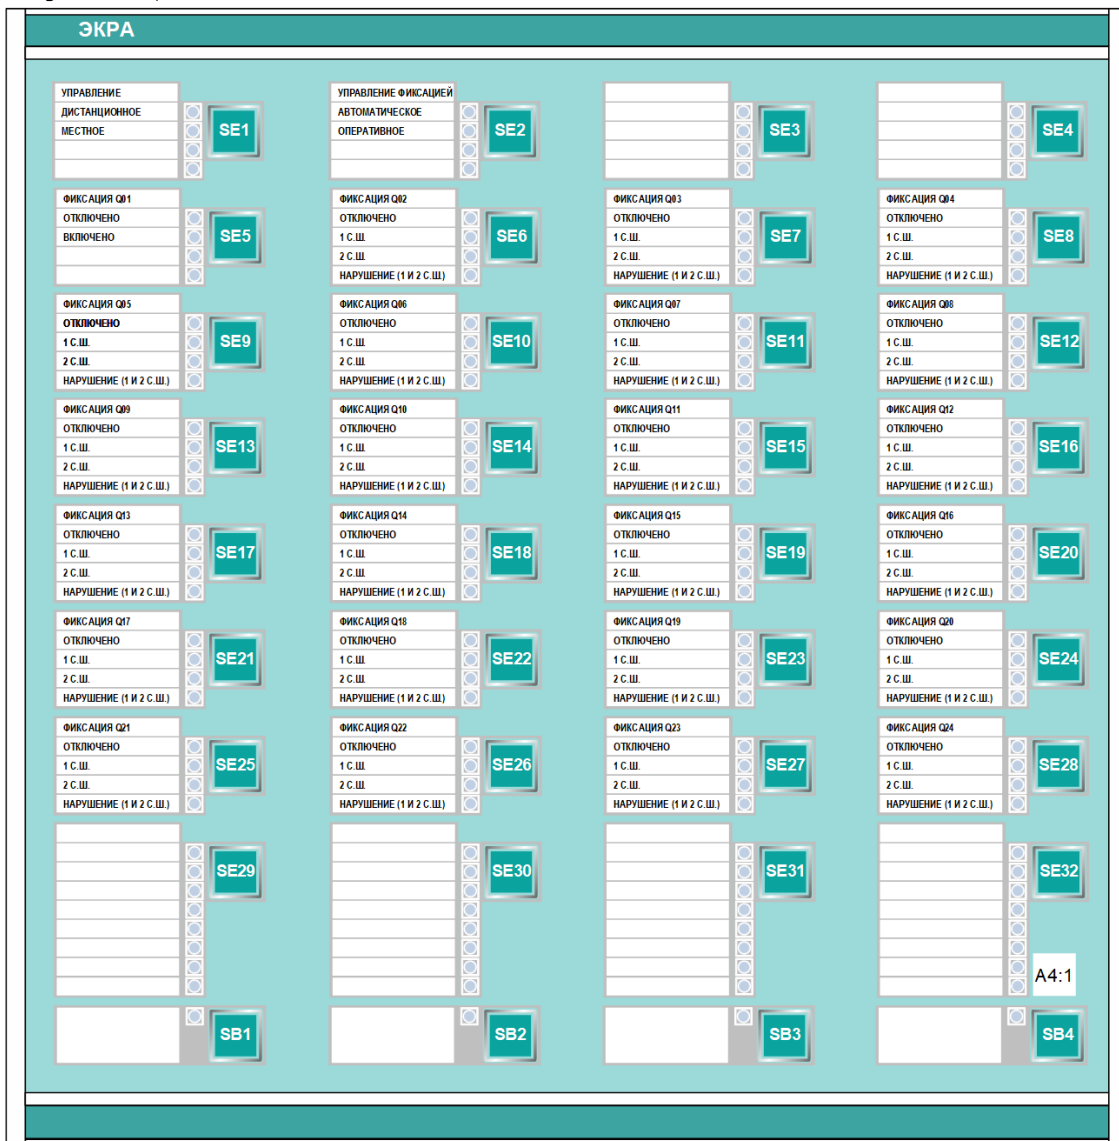 ЭКРА
УПРАВЛЕНИЕ
ДИСТАНЦИОННОЕ
МЕСТНОЕ
SE1
УПРАВЛЕНИЕ ФИКСАЦИЕЙ
АВТОМАТИЧЕСКОЕ
ОПЕРАТИВНОЕ
SE2
SE3
SE4
ФИКСАЦИЯ Q01
ОТКЛЮЧЕНО
ВКЛЮЧЕНО
SE5
ФИКСАЦИЯ Q02
ОТКЛЮЧЕНО
1 С.Ш.
2 С.Ш.
НАРУШЕНИЕ (1 И 2 С.Ш.)
SE6
ФИКСАЦИЯ Q03
ОТКЛЮЧЕНО
1 С.Ш.
2 С.Ш.
НАРУШЕНИЕ (1 И 2 С.Ш.)
SE7
ФИКСАЦИЯ Q04
ОТКЛЮЧЕНО
1 С.Ш.
2 С.Ш.
НАРУШЕНИЕ (1 И 2 С.Ш.)
SE8
ФИКСАЦИЯ Q05
ОТКЛЮЧЕНО
1 С.Ш.
2 С.Ш.
НАРУШЕНИЕ (1 И 2 С.Ш.)
SE9
ФИКСАЦИЯ Q06
ОТКЛЮЧЕНО
1 С.Ш.
2 С.Ш.
НАРУШЕНИЕ (1 И 2 С.Ш.)
SE10
ФИКСАЦИЯ Q07
ОТКЛЮЧЕНО
1 С.Ш.
2 С.Ш.
НАРУШЕНИЕ (1 И 2 С.Ш.)
SE11
ФИКСАЦИЯ Q08
ОТКЛЮЧЕНО
1 С.Ш.
2 С.Ш.
НАРУШЕНИЕ (1 И 2 С.Ш.)
SE12
ФИКСАЦИЯ Q09
ОТКЛЮЧЕНО
1 С.Ш.
2 С.Ш.
НАРУШЕНИЕ (1 И 2 С.Ш.)
SE13
ФИКСАЦИЯ Q10
ОТКЛЮЧЕНО
1 С.Ш.
2 С.Ш.
НАРУШЕНИЕ (1 И 2 С.Ш.)
SE14
ФИКСАЦИЯ Q11
ОТКЛЮЧЕНО
1 С.Ш.
2 С.Ш.
НАРУШЕНИЕ (1 И 2 С.Ш.)
SE15
ФИКСАЦИЯ Q12
ОТКЛЮЧЕНО
1 С.Ш.
2 С.Ш.
НАРУШЕНИЕ (1 И 2 С.Ш.)
SE16
ФИКСАЦИЯ Q13
ОТКЛЮЧЕНО
1 С.Ш.
2 С.Ш.
НАРУШЕНИЕ (1 И 2 С.Ш.)
SE17
ФИКСАЦИЯ Q14
ОТКЛЮЧЕНО
1 С.Ш.
2 С.Ш.
НАРУШЕНИЕ (1 И 2 С.Ш.)
SE18
ФИКСАЦИЯ Q15
ОТКЛЮЧЕНО
1 С.Ш.
2 С.Ш.
НАРУШЕНИЕ (1 И 2 С.Ш.)
SE19
ФИКСАЦИЯ Q16
ОТКЛЮЧЕНО
1 С.Ш.
2 С.Ш.
НАРУШЕНИЕ (1 И 2 С.Ш.)
SE20
ФИКСАЦИЯ Q17
ОТКЛЮЧЕНО
1 С.Ш.
2 С.Ш.
НАРУШЕНИЕ (1 И 2 С.Ш.)
SE21
ФИКСАЦИЯ Q18
ОТКЛЮЧЕНО
1 С.Ш.
2 С.Ш.
НАРУШЕНИЕ (1 И 2 С.Ш.)
SE22
ФИКСАЦИЯ Q19
ОТКЛЮЧЕНО
1 С.Ш.
2 С.Ш.
НАРУШЕНИЕ (1 И 2 С.Ш.)
SE23
ФИКСАЦИЯ Q20
ОТКЛЮЧЕНО
1 С.Ш.
2 С.Ш.
НАРУШЕНИЕ (1 И 2 С.Ш.)
SE24
ФИКСАЦИЯ Q21
ОТКЛЮЧЕНО
1 С.Ш.
2 С.Ш.
НАРУШЕНИЕ (1 И 2 С.Ш.)
SE25
ФИКСАЦИЯ Q22
ОТКЛЮЧЕНО
1 С.Ш.
2 С.Ш.
НАРУШЕНИЕ (1 И 2 С.Ш.)
SE26
ФИКСАЦИЯ Q23
ОТКЛЮЧЕНО
1 С.Ш.
2 С.Ш.
НАРУШЕНИЕ (1 И 2 С.Ш.)
SE27
ФИКСАЦИЯ Q24
ОТКЛЮЧЕНО
1 С.Ш.
2 С.Ш.
НАРУШЕНИЕ (1 И 2 С.Ш.)
SE28
SE29
SE30
SE31
SE32
A4:1
SB1
SB2
SB3
SB4